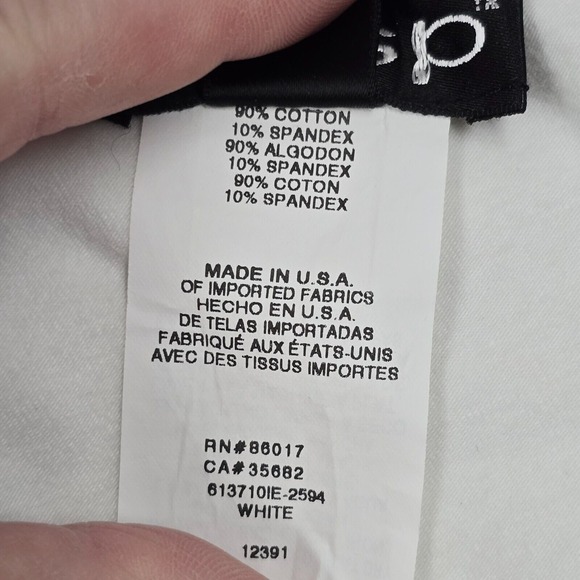 TM
90% COTTON
10% SPANDEX
90% ALGODON
10% SPANDEX
90% COTON
10% SPANDEX
MADE IN U.S.A.
OF IMPORTED FABRICS
HECHO EN U.S.A.
DE TELAS IMPORTADAS
FABRIQUÉ AUX ÉTATS-UNIS
AVEC DES TISSUS IMPORTES
RN#86017
CA#35682
613710IE-2594
WHITE
12391